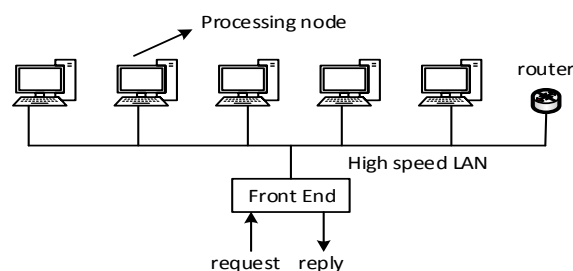 Processing node
router
High speed LAN
Front End
request reply